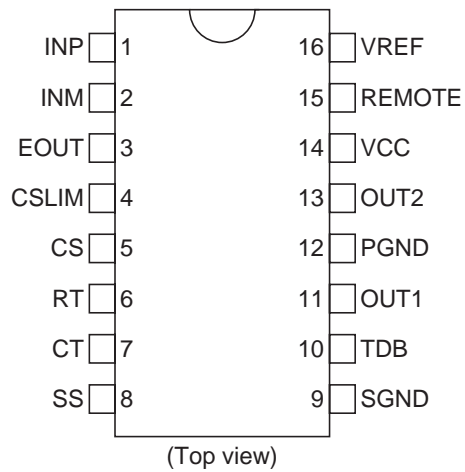 INP 1 16 VREF
INM 2 15 REMOTE
EOUT 3 14 VCC
CSLIM 4 13 OUT2
CS 5 12 PGND
RT 6 11 OUT1
CT 7 10 TDB
SS 8 9 SGND
(Top view)